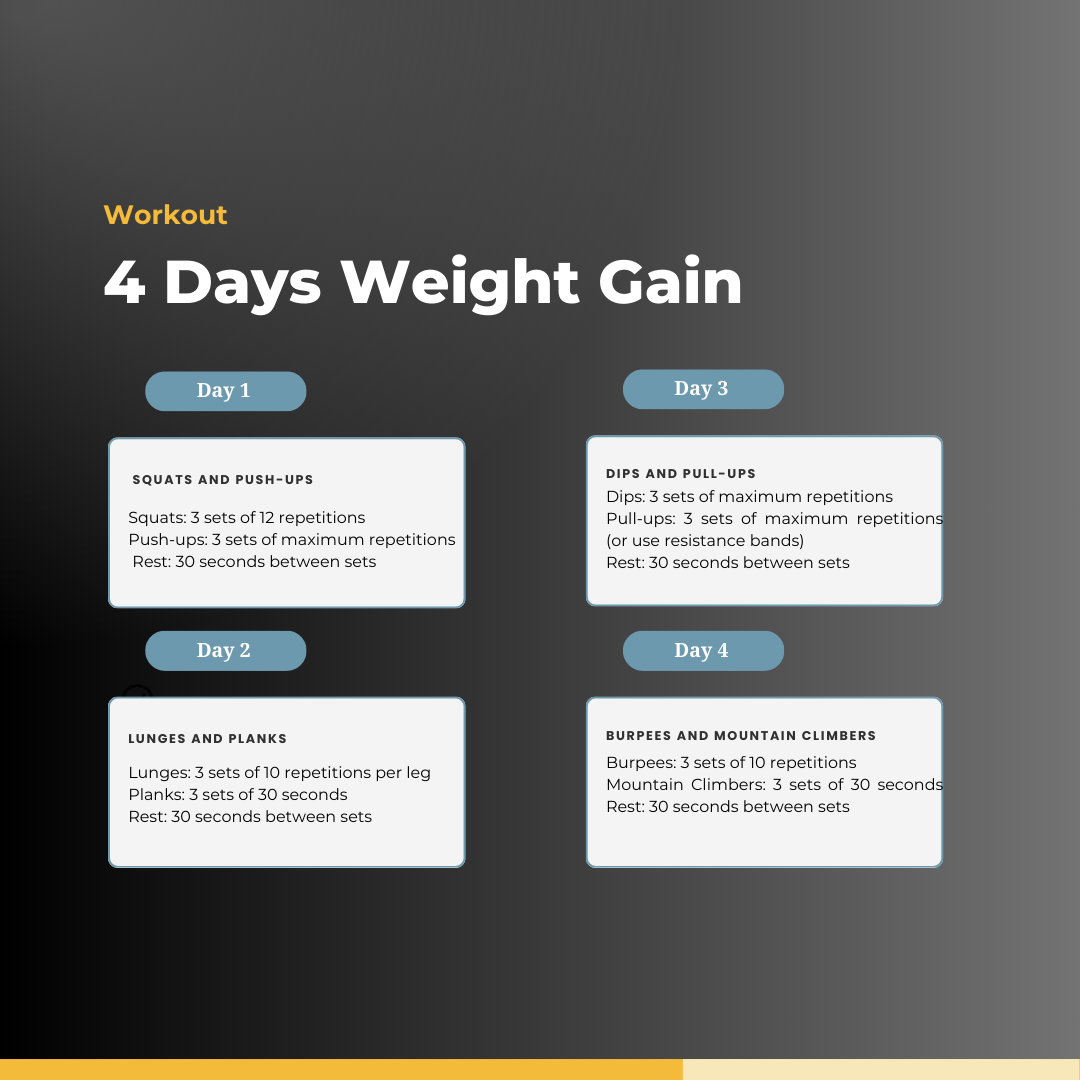 Workout
4 Days Weight Gain
Day 1
SQUATS AND PUSH-UPS
Squats: 3 sets of 12 repetitions
Push-ups: 3 sets of maximum repetitions
Rest: 30 seconds between sets
Day 2
LUNGES AND PLANKS
Lunges: 3 sets of 10 repetitions per leg
Planks: 3 sets of 30 seconds
Rest: 30 seconds between sets
Day 3
DIPS AND PULL-UPS
Dips: 3 sets of maximum repetitions
Pull-ups: 3 sets of maximum repetitions
(or use resistance bands)
Rest: 30 seconds between sets
Day 4
BURPEES AND MOUNTAIN CLIMBERS
Burpees: 3 sets of 10 repetitions
Mountain Climbers: 3 sets of 30 seconds
Rest: 30 seconds between sets